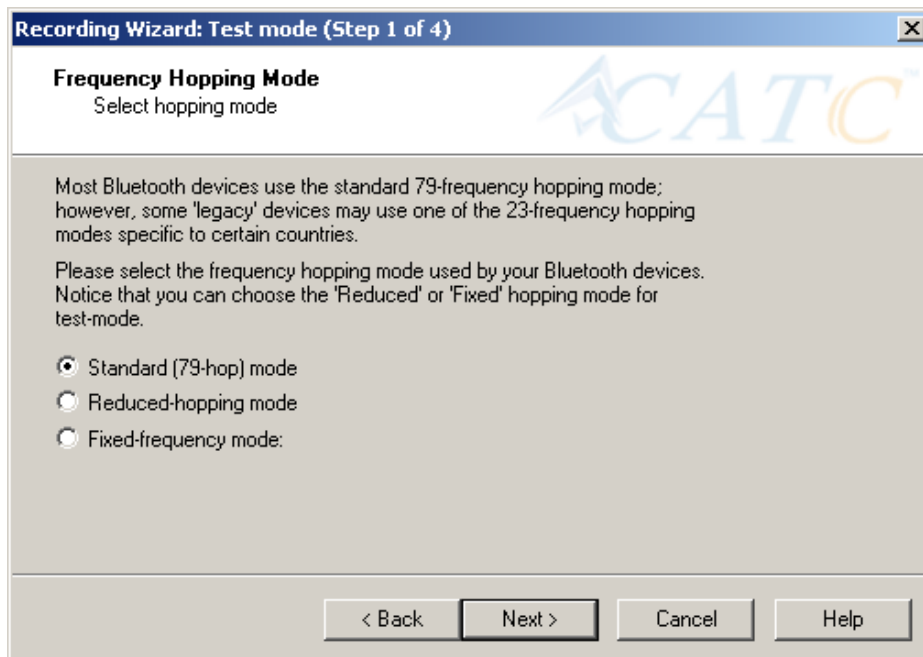 Recording Wizard: Test mode (Step 1 of 4)
Frequency Hopping Mode
Select hopping mode
CATC
Most Bluetooth devices use the standard 79-frequency hopping mode;
however, some 'legacy' devices may use one of the 23-frequency hopping
modes specific to certain countries.
Please select the frequency hopping mode used by your Bluetooth devices.
Notice that you can choose the 'Reduced' or 'Fixed' hopping mode for
test-mode.
Standard (79-hop) mode
Reduced-hopping mode
Fixed-frequency mode:
< Back
Next >
Cancel
Help